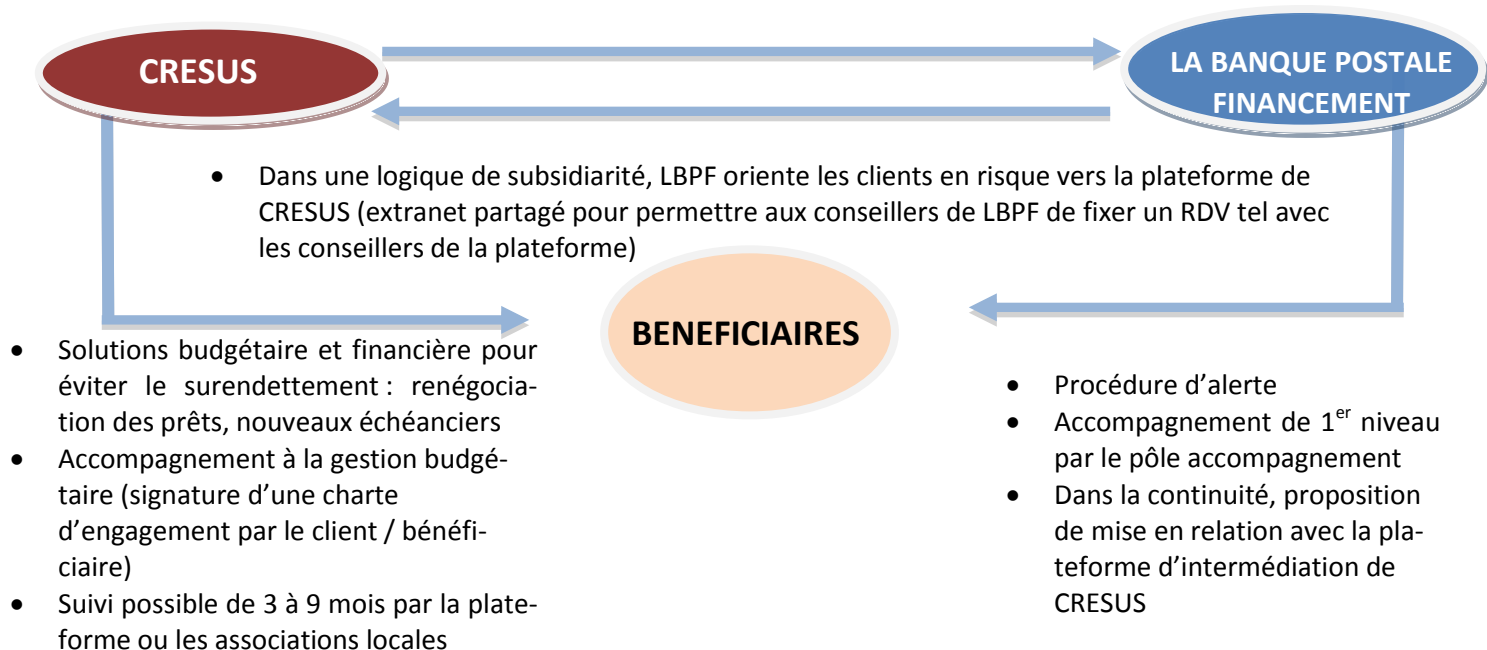 CRESUS
LA BANQUE POSTALE
FINANCEMENT
• Dans une logique de subsidiarité, LBPF oriente les clients en risque vers la plateforme de
CRESUS (extranet partagé pour permettre aux conseillers de LBPF de fixer un RDV tel avec
les conseillers de la plateforme)
BENEFICIAIRES
• Solutions budgétaire et financière pour
éviter le surendettement : renégocia-
tion des prêts, nouveaux échéanciers
• Accompagnement à la gestion budgé-
taire (signature d’une charte
d’engagement par le client / bénéfi-
ciaire)
• Suivi possible de 3 à 9 mois par la plate-
forme ou les associations locales
• Procédure d’alerte
• Accompagnement de 1er niveau
par le pôle accompagnement
• Dans la continuité, proposition
de mise en relation avec la pla-
teforme d’intermédiation de
CRESUS